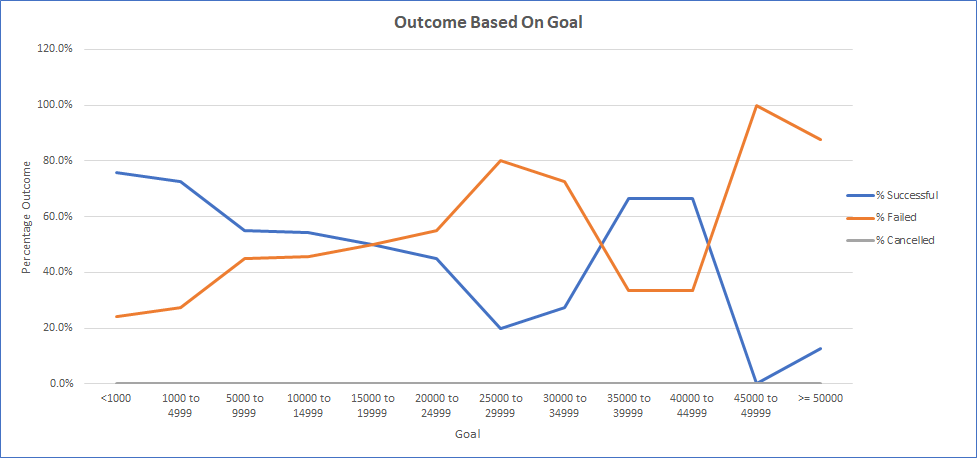 Outcome Based On Goal
120.0%
100.0%
80.0%
60.0%
40.0%
20.0%
0.0%
Percentage Outcome
<1000
1000 to
4999
5000 to
9999
10000 to
14999
15000 to
19999
20000 to
24999
25000 to
29999
30000 to
34999
35000 to
39999
40000 to
44999
45000 to
49999
>= 50000
Goal
% Successful
% Failed
% Cancelled